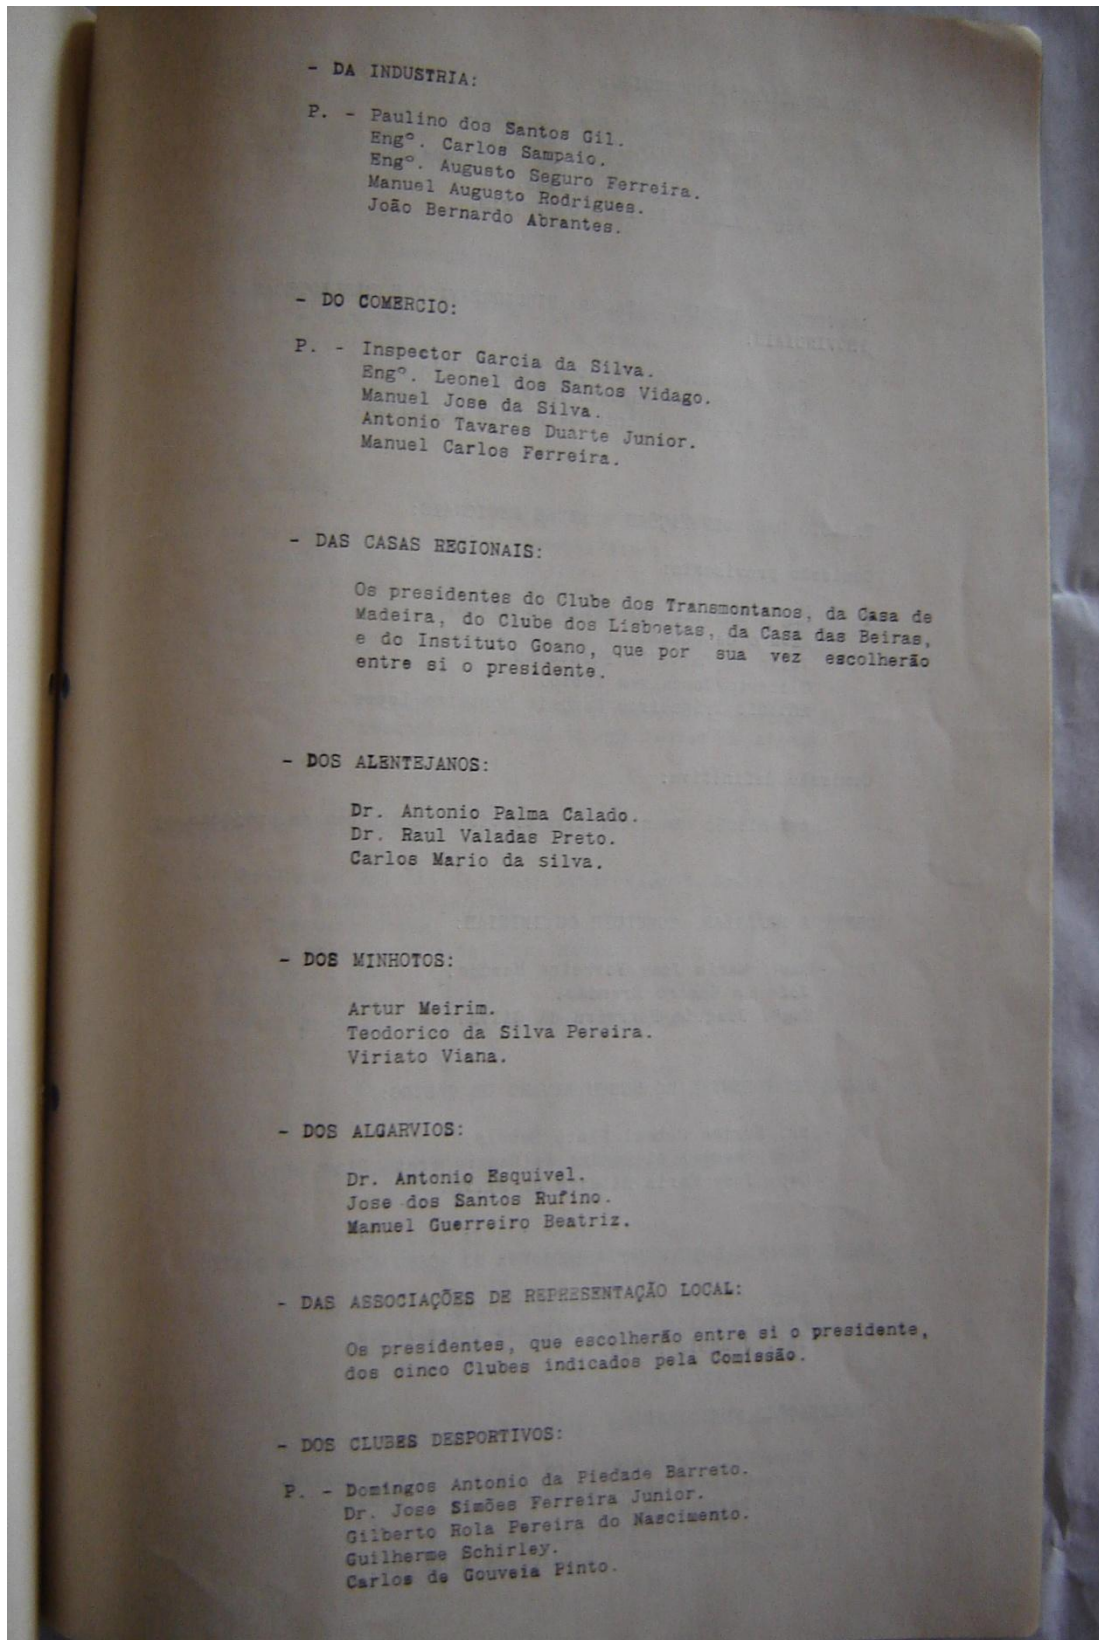 - DA INDUSTRIA:
P. - Paulino dos Santos Gil.
Engº. Carlos Sampaio.
Engº. Augusto Seguro Ferreira.
Manuel Augusto Rodrigues.
João Bernardo Abrantes.
- DO COMERCIO:
P. - Inspector Garcia da Silva.
Engº. Leonel dos Santos Vidago.
Manuel Jose da Silva.
Antonio Tavares Duarte Junior.
Manuel Carlos Ferreira.
- DAS CASAS REGIONAIS:
Os presidentes do Clube dos Transmontanos, da Casa de
Madeira, do Clube dos Lisboetas, da Casa das Beiras,
e do Instituto Goano, que por sua vez escolherão
entre si o presidente.
- DOS ALENTEJANOS:
Dr. Antonio Palma Calado.
Dr. Raul Valadas Preto.
Carlos Mario da silva.
- DOS MINHOTOS:
Artur Meirim.
Teodorico da Silva Pereira.
Viriato Viana.
- DOS ALGARVIOS:
Dr. Antonio Esquivel.
Jose dos Santos Rufino.
Manuel Guerreiro Beatriz.
- DAS ASSOCIAÇÕES DE REPRESENTAÇÃO LOCAL:
Os presidentes, que escolherão entre si o presidente,
dos cinco Clubes indicados pela Comissão.
- DOS CLUBES DESPORTIVOS:
P. - Domingos Antonio da Piedade Barreto.
Dr. Jose Simões Ferreira Junior.
Gilberto Rola Pereira do Nascimento.
Guilherme Schirley.
Carlos de Gouveia Pinto.